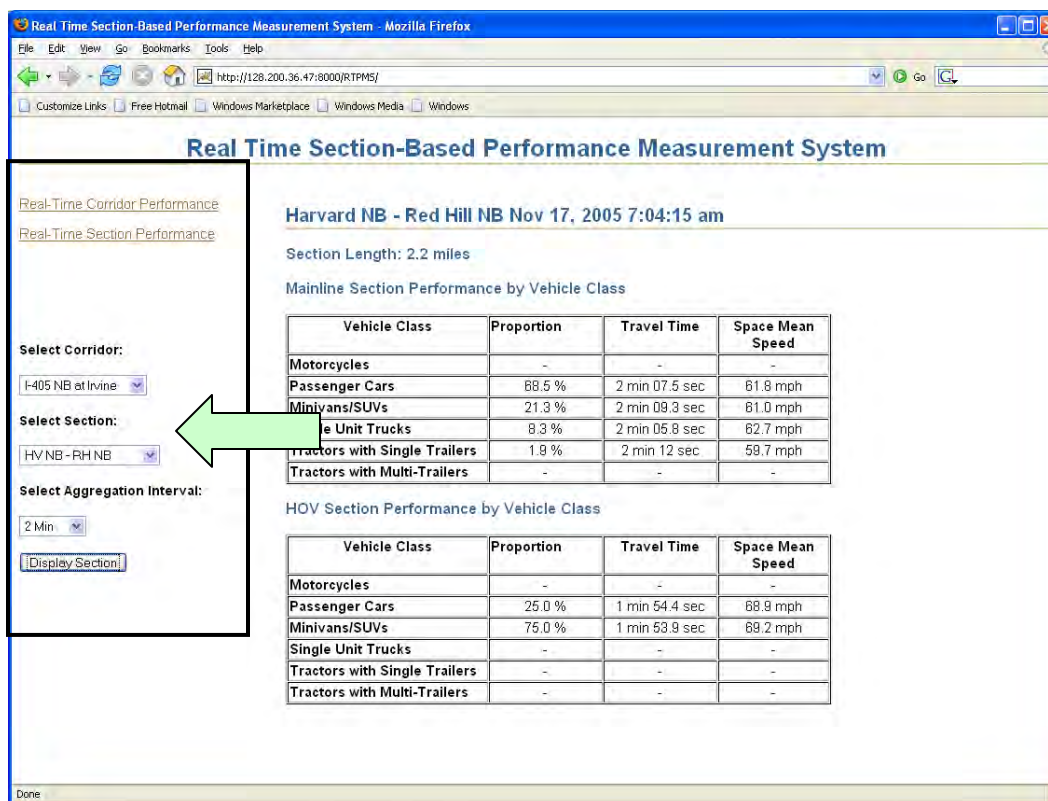 Real Time Section-Based Performance Measurement System - Mozilla Firefox
File Edit View Go Bookmarks Tools Help
http://128.200.36.47:8000/RTPMS/
Go
G
Customize Links Free Hotmail Windows Marketplace Windows Media Windows
Real Time Section-Based Performance Measurement System
Real-Time Corridor Performance
Real-Time Section Performance
Select Corridor:
I-405 NB at Irvine
Select Section:
HV NB - RH NB
Select Aggregation Interval:
2 Min
Display Section
Harvard NB - Red Hill NB Nov 17, 2005 7:04:15 am
Section Length: 2.2 miles
Mainline Section Performance by Vehicle Class
Vehicle Class Proportion Travel Time Space Mean Speed
Motorcycles - - -
Passenger Cars 68.5 % 2 min 07.5 sec 61.8 mph
Minivans/SUVs 21.3 % 2 min 09.3 sec 61.0 mph
le Unit Trucks 8.3 % 2 min 05.8 sec 62.7 mph
Tractors with Single Trailers 1.9 % 2 min 12 sec 59.7 mph
Tractors with Multi-Trailers - - -
HOV Section Performance by Vehicle Class
Vehicle Class Proportion Travel Time Space Mean Speed
Motorcycles - - -
Passenger Cars 25.0 % 1 min 54.4 sec 68.9 mph
Minivans/SUVs 75.0 % 1 min 53.9 sec 69.2 mph
Single Unit Trucks - - -
Tractors with Single Trailers - - -
Tractors with Multi-Trailers - - -
Done